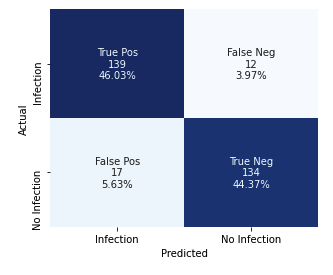 Actual
Infection
No Infection
True Pos
139
46.03%
False Neg
12
3.97%
False Pos
17
5.63%
True Neg
134
44.37%
Infection
No Infection
Predicted